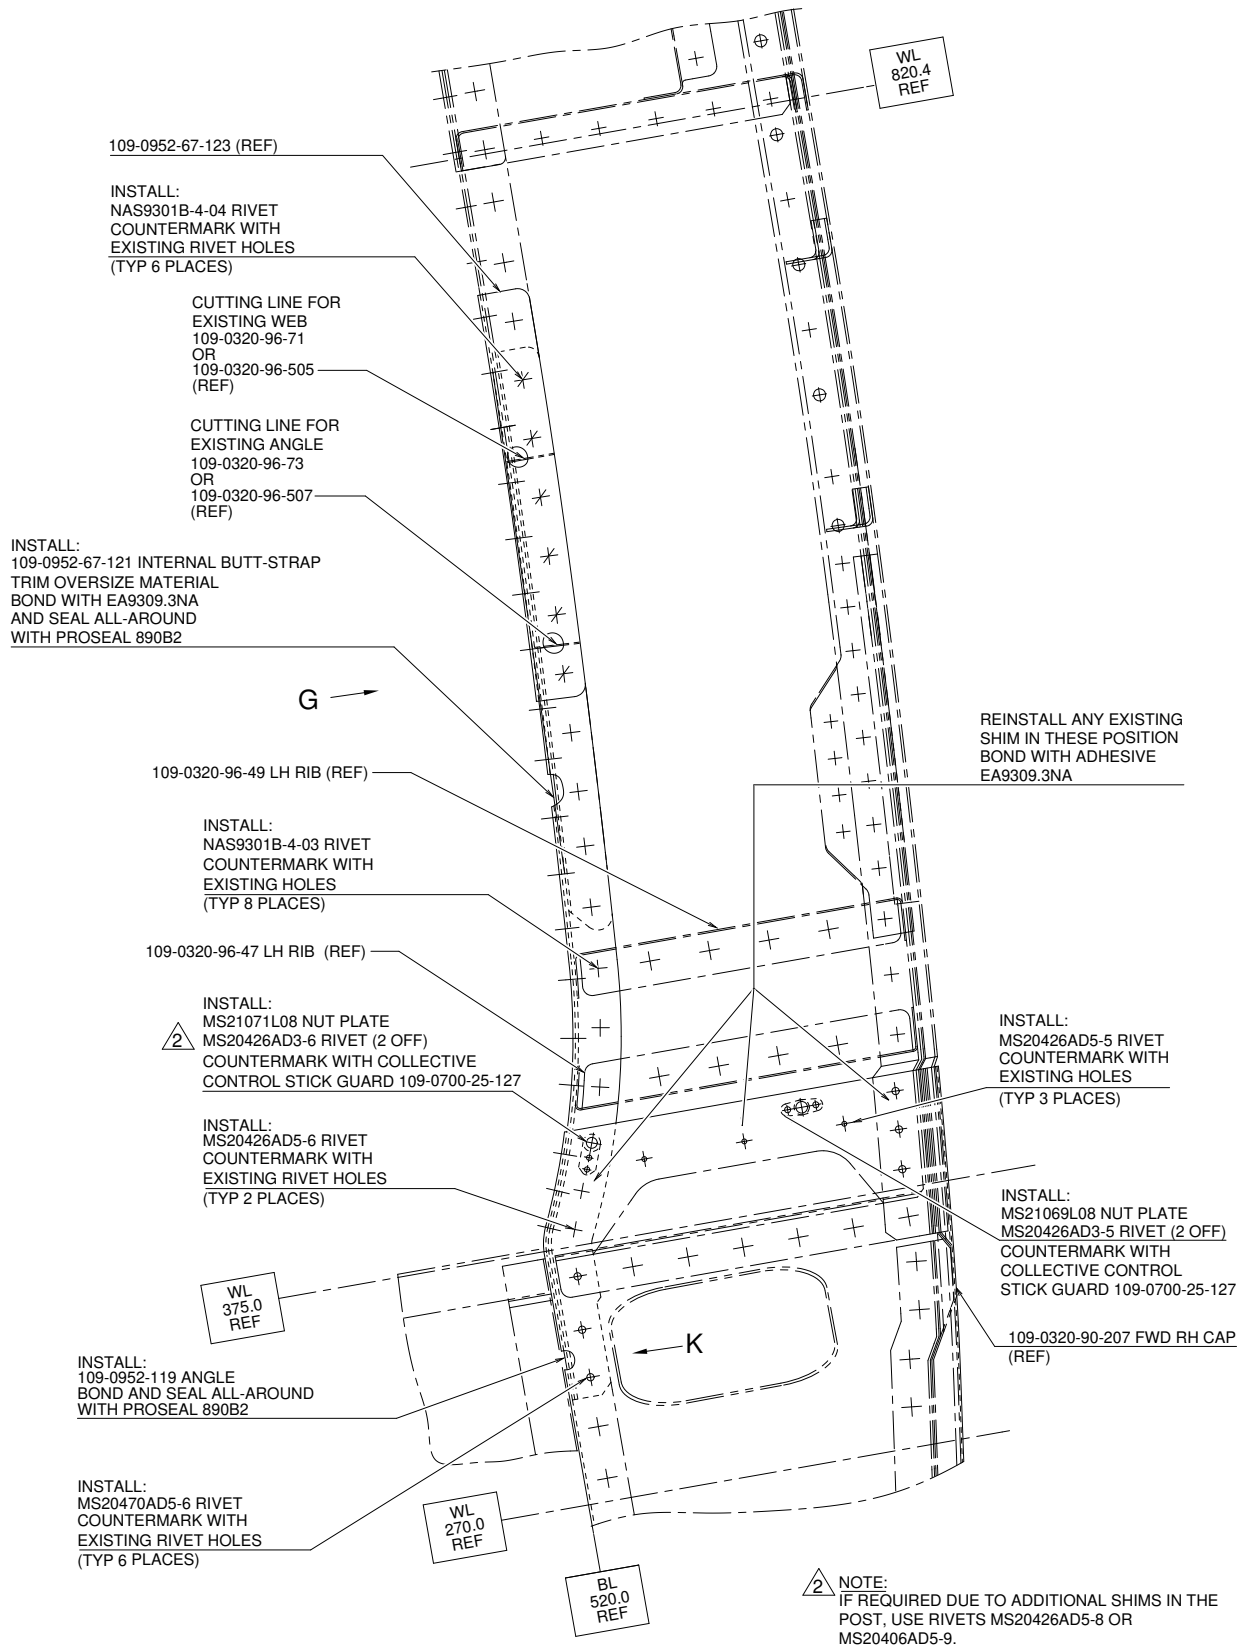 WL
820.4
REF
109-0952-67-123 (REF)
INSTALL:
NAS9301B-4-04 RIVET
COUNTERMARK WITH
EXISTING RIVET HOLES
(TYP 6 PLACES)
CUTTING LINE FOR
EXISTING WEB
109-0320-96-71
OR
109-0320-96-505
(REF)
CUTTING LINE FOR
EXISTING ANGLE
109-0320-96-73
OR
109-0320-96-507
(REF)
INSTALL:
109-0952-67-121 INTERNAL BUTT-STRAP
TRIM OVERSIZE MATERIAL
BOND WITH EA9309.3NA
AND SEAL ALL-AROUND
WITH PROSEAL 890B2
G
REINSTALL ANY EXISTING
SHIM IN THESE POSITION
BOND WITH ADHESIVE
EA9309.3NA
109-0320-96-49 LH RIB (REF)
INSTALL:
NAS9301B-4-03 RIVET
COUNTERMARK WITH
EXISTING HOLES
(TYP 8 PLACES)
109-0320-96-47 LH RIB (REF)
INSTALL:
MS21071L08 NUT PLATE
2 MS20426AD3-6 RIVET (2 OFF)
COUNTERMARK WITH COLLECTIVE
CONTROL STICK GUARD 109-0700-25-127
INSTALL:
MS20426AD5-5 RIVET
COUNTERMARK WITH
EXISTING HOLES
(TYP 3 PLACES)
INSTALL:
MS20426AD5-6 RIVET
COUNTERMARK WITH
EXISTING RIVET HOLES
(TYP 2 PLACES)
INSTALL:
MS21069L08 NUT PLATE
MS20426AD3-5 RIVET (2 OFF)
COUNTERMARK WITH
COLLECTIVE CONTROL
STICK GUARD 109-0700-25-127
WL
375.0
REF
K
109-0320-90-207 FWD RH CAP
(REF)
INSTALL:
109-0952-119 ANGLE
BOND AND SEAL ALL-AROUND
WITH PROSEAL 890B2
INSTALL:
MS20470AD5-6 RIVET
COUNTERMARK WITH
EXISTING RIVET HOLES
(TYP 6 PLACES)
WL
270.0
REF
BL
520.0
REF
2 NOTE:
IF REQUIRED DUE TO ADDITIONAL SHIMS IN THE
POST, USE RIVETS MS20426AD5-8 OR
MS20406AD5-9.